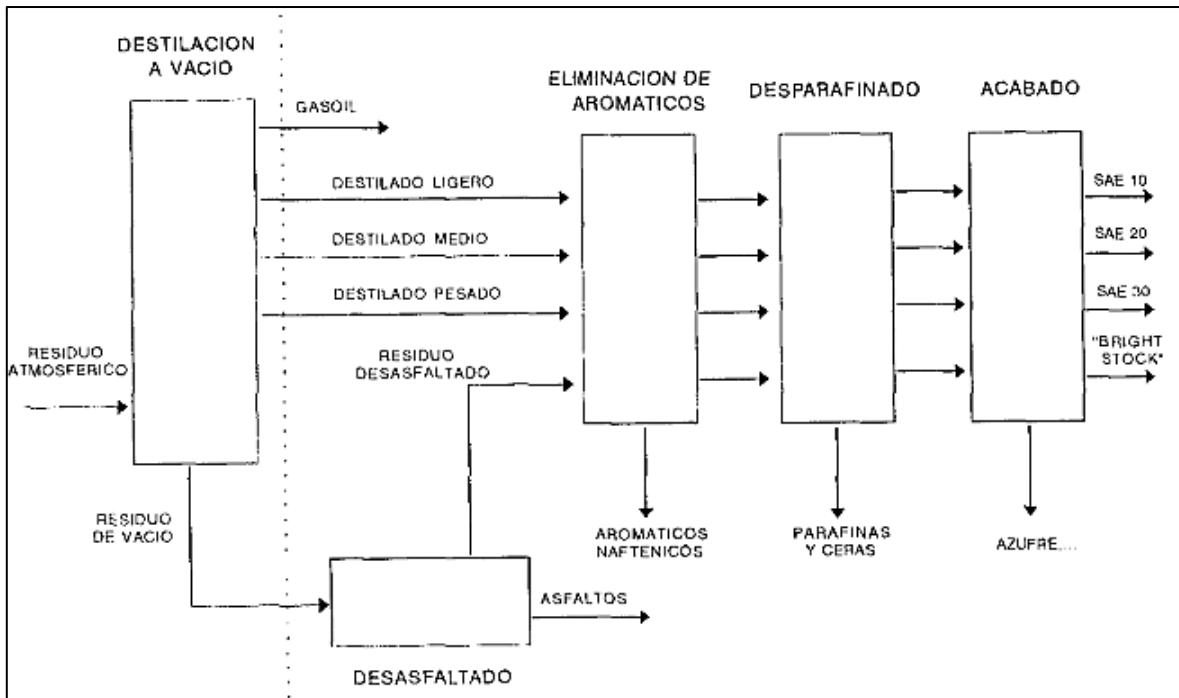 DESTILACION
A VACIO
GASOIL
ELIMINACION DE
AROMATICOS
DESPARAFINADO
ACABADO
DESTILADO LIGERO
DESTILADO MEDIO
DESTILADO PESADO
SAE 10
SAE 20
SAE 30
"BRIGHT
STOCK"
RESIDUO
ATMOSFERICO
RESIDUO
DESASFALTADO
RESIDUO
DE VACIO
AROMATICOS
NAFTENICOS
PARAFINAS
Y CERAS
AZUFRE,...
ASFALTOS
DESASFALTADO